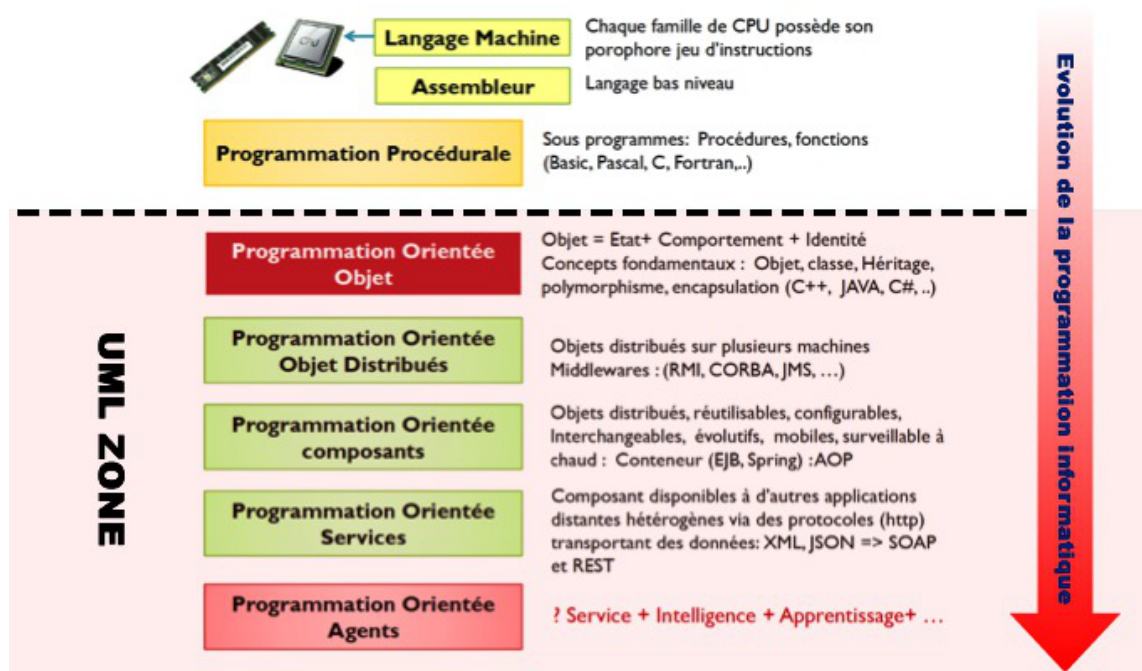 CPU
Langage Machine
Chaque famille de CPU possède son
porophore jeu d'instructions
Assembleur
Langage bas niveau
Programmation Procédurale
Sous programmes: Procédures, fonctions
(Basic, Pascal, C, Fortran,..)
Programmation Orientée
Objet
Objet = Etat+ Comportement + Identité
Concepts fondamentaux : Objet, classe, Héritage,
polymorphisme, encapsulation (C++, JAVA, C#, ..)
Programmation Orientée
Objet Distribués
Objets distribués sur plusieurs machines
Middlewares : (RMI, CORBA, JMS, …)
Programmation Orientée
composants
Objets distribués, réutilisables, configurables,
Interchangeables, évolutifs, mobiles, surveillable à
chaud : Conteneur (EJB, Spring) :AOP
Programmation Orientée
Services
Composant disponibles à d'autres applications
distantes hétérogènes via des protocoles (http)
transportant des données: XML, JSON => SOAP
et REST
Programmation Orientée
Agents
? Service + Intelligence + Apprentissage+ …
UML ZONE
Evolution de la programmation informatique